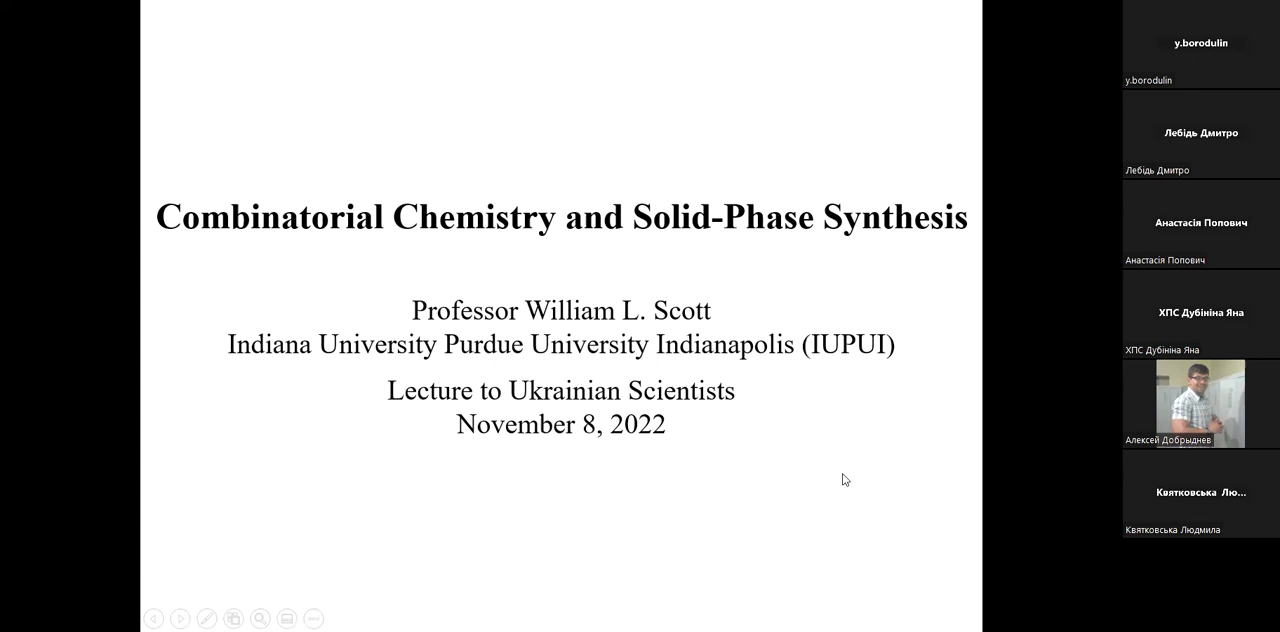 Combinatorial Chemistry and Solid-Phase Synthesis
Professor William L. Scott
Indiana University Purdue University Indianapolis (IUPUI)
Lecture to Ukrainian Scientists
November 8, 2022
y.borodulin
y.borodulin
Лебідь Дмитро
Лебідь Дмитро
Анастасія Попович
Анастасія Попович
ХПС Дубініна Яна
ХПС Дубініна Яна
Алексей Добрыднев
Квятковська Лю...
Квятковська Людмила